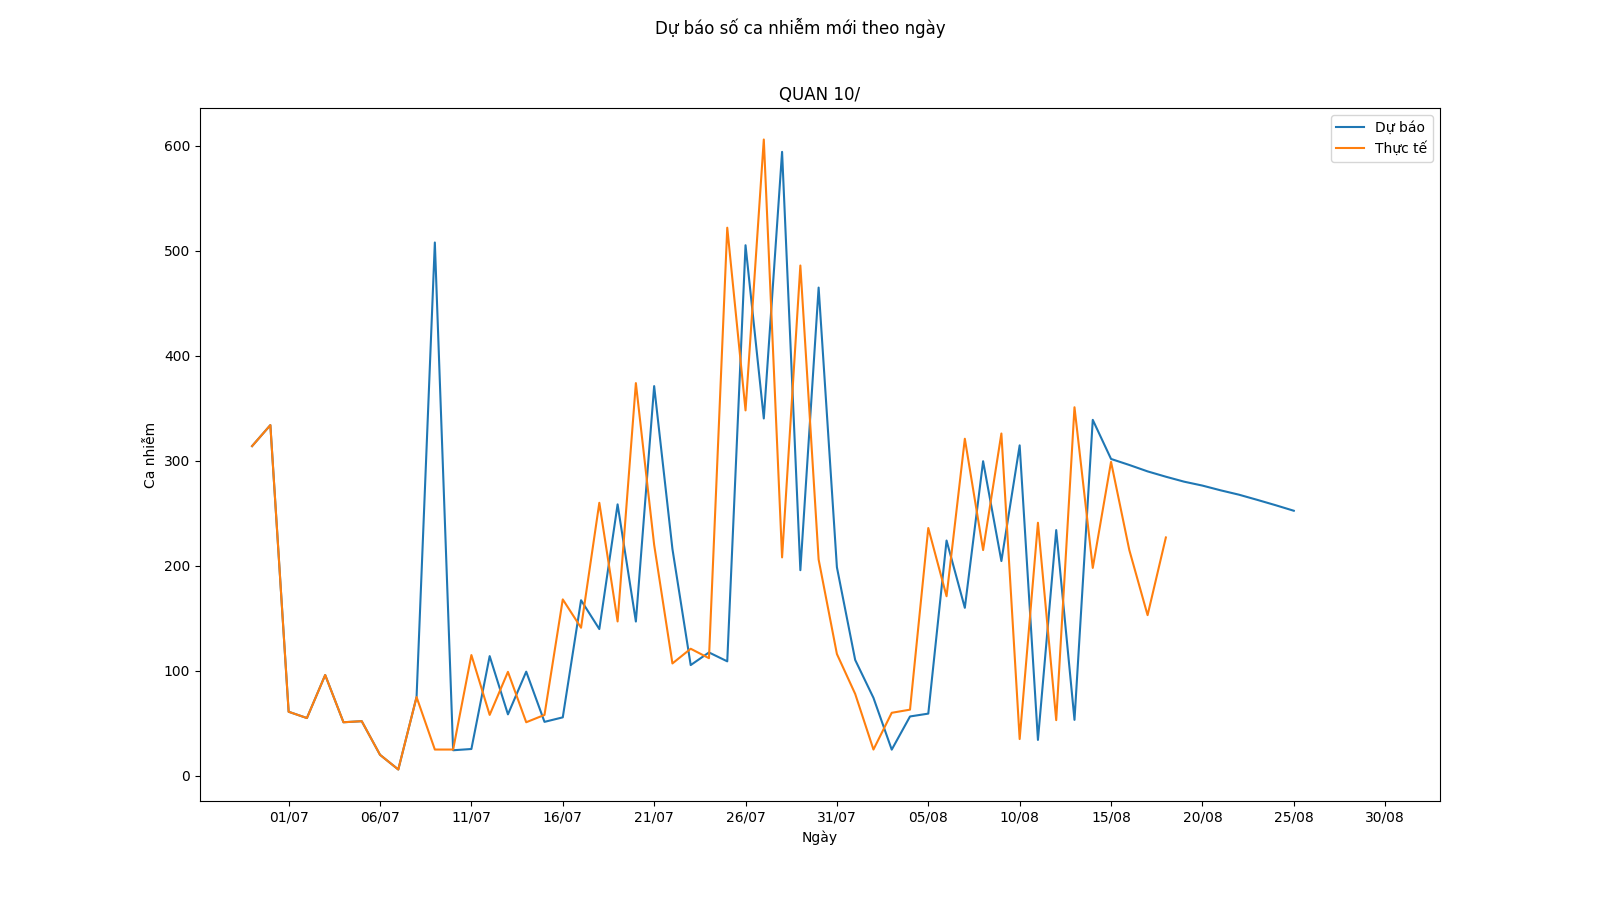 Dự báo số ca nhiễm mới theo ngày
QUAN 10/
Dự báo
Thực tế
600
500
400
300
200
100
0
Ca nhiễm
01/07 06/07 11/07 16/07 21/07 26/07 31/07 05/08 10/08 15/08 20/08 25/08 30/08
Ngày